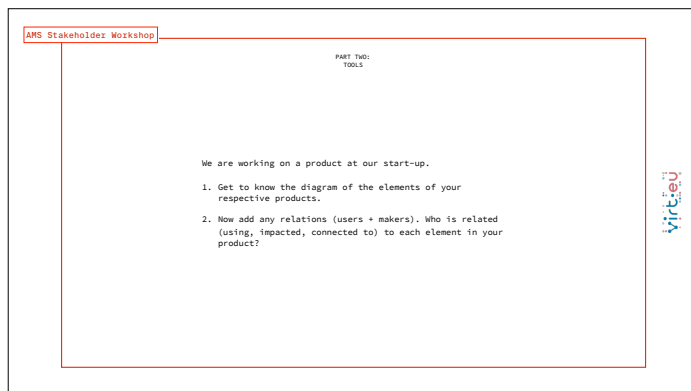 AMS Stakeholder Workshop
PART TWO:
TOOLS
We are working on a product at our start-up.
1. Get to know the diagram of the elements of your
respective products.
2. Now add any relations (users + makers). Who is related
(using, impacted, connected to) to each element in your
product?
virt:eu